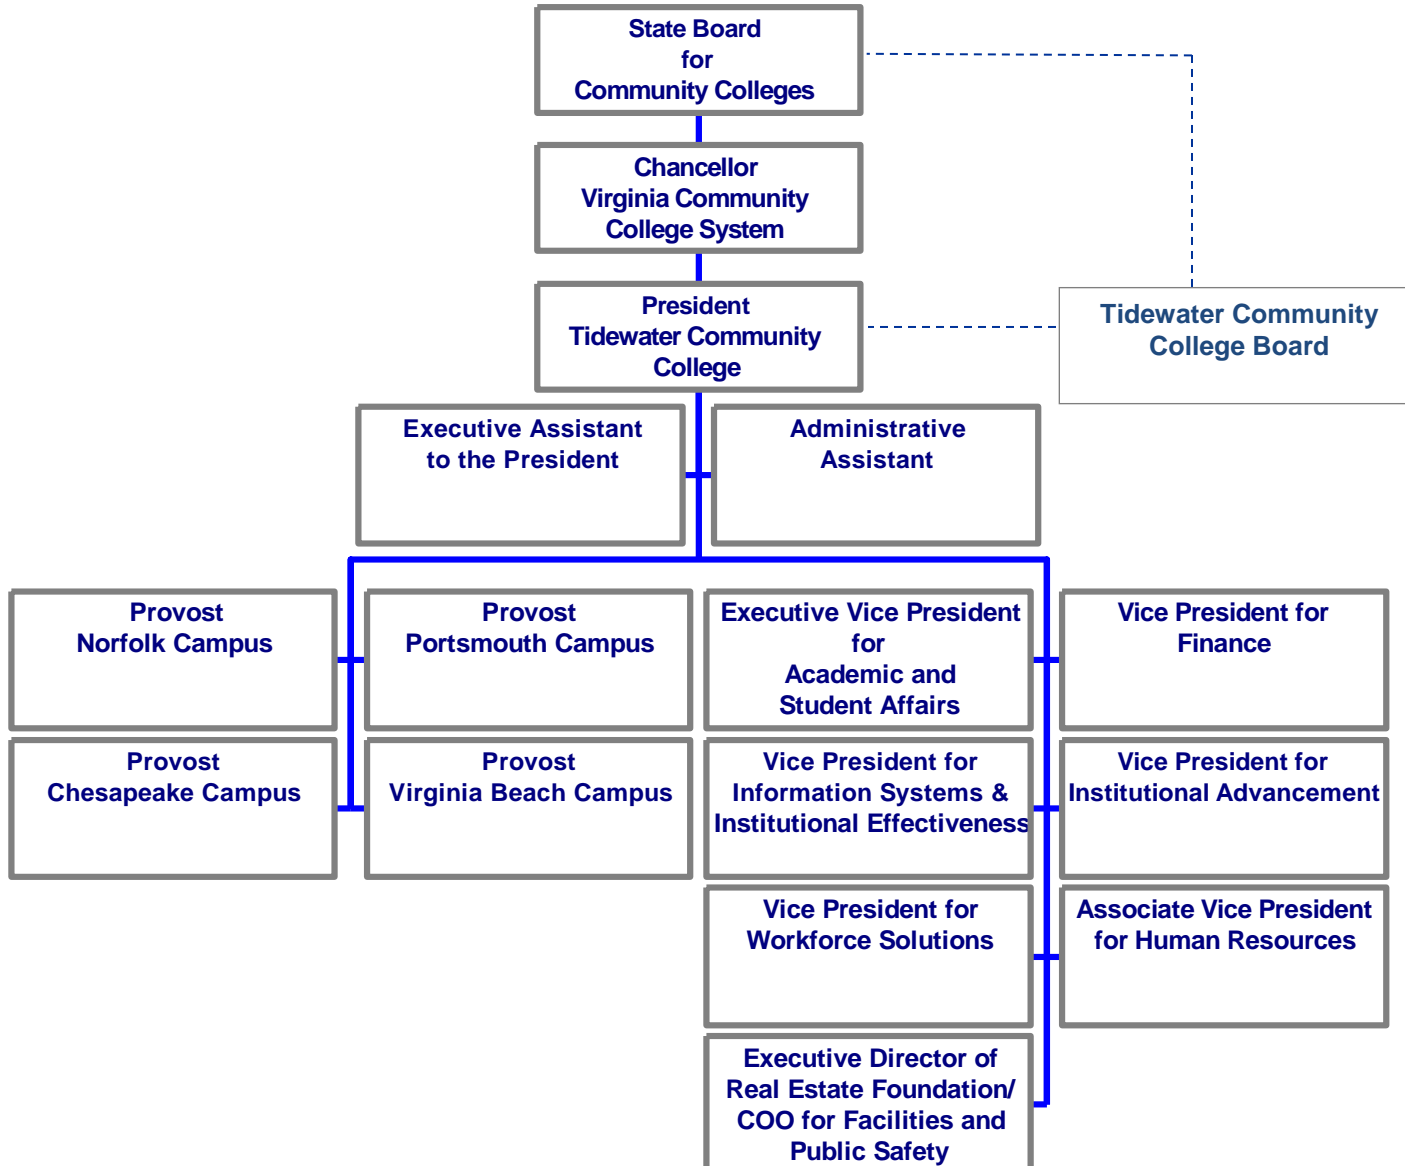 State Board
for
Community Colleges
Chancellor
Virginia Community
College System
President
Tidewater Community
College
Tidewater Community
College Board
Executive Assistant
to the President
Administrative
Assistant
Provost
Norfolk Campus
Provost
Portsmouth Campus
Executive Vice President
for
Academic and
Student Affairs
Vice President for
Finance
Provost
Chesapeake Campus
Provost
Virginia Beach Campus
Vice President for
Information Systems &
Institutional Effectiveness
Vice President for
Institutional Advancement
Vice President for
Workforce Solutions
Associate Vice President
for Human Resources
Executive Director of
Real Estate Foundation/
COO for Facilities and
Public Safety